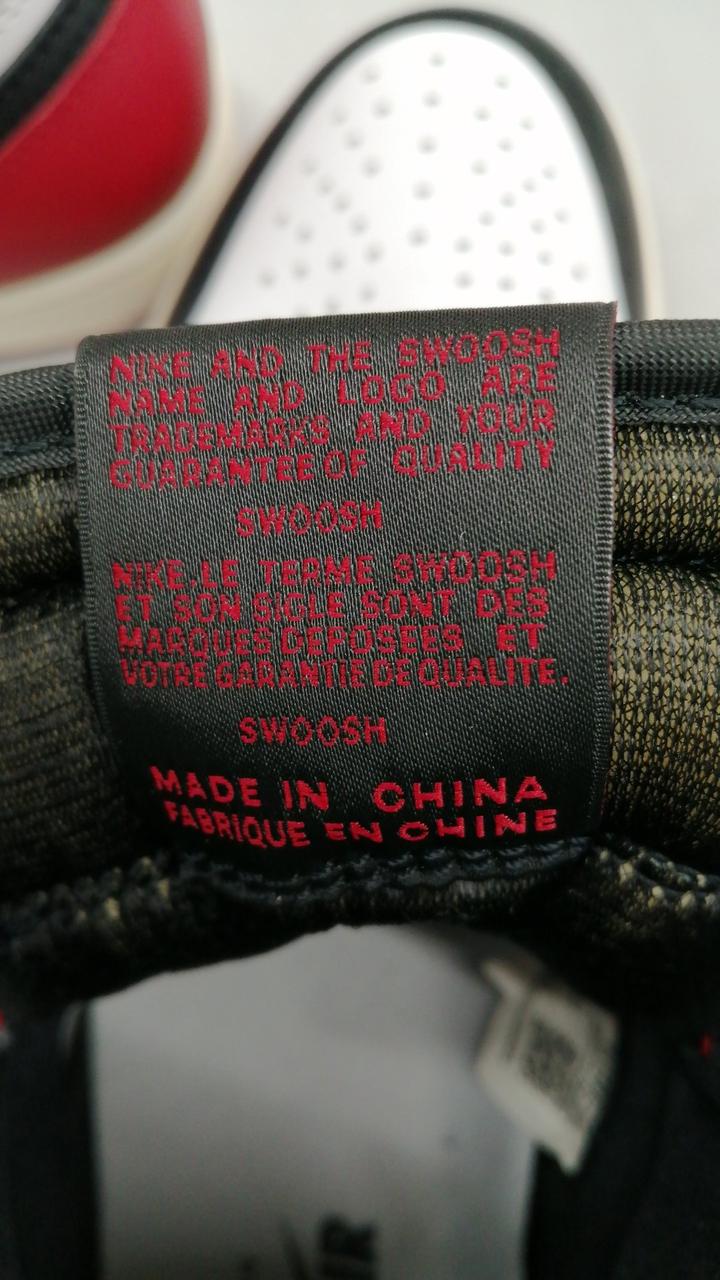 NIKE AND THE SWOOSH
NAME AND LOGO ARE
TRADEMARKS AND YOUR
GUARANTEE OF QUALITY
SWOOSH
NIKE.LE TERME SWOOSH
ET SON SIGLE SONT DES
MARQUES DEPOSEES ET
VOTRE GARANTIE DE QUALITE.
SWOOSH
MADE IN CHINA
FABRIQUE EN CHINE